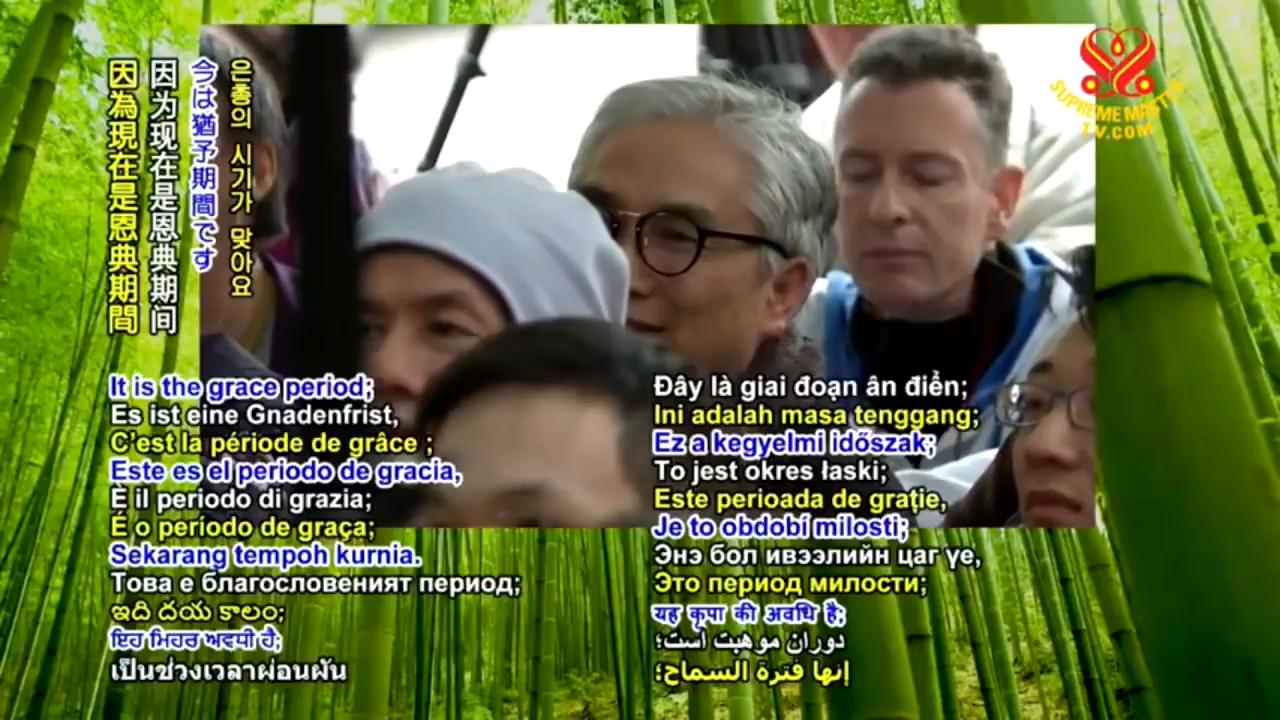 因為現在是恩典期間
因为现在是恩典期间
今は猶予期間です
은총의 시기가 맞아요
SUPREME MASTER
TV.COM
It is the grace period;
Es ist eine Gnadenfrist,
C'est la période de grâce ;
Este es el periodo de gracia,
È il periodo di grazia;
É o período de graça;
Sekarang tempoh kurnia.
Това е благословеният период;
ఇది దయ కాలం;
ਇਹ ਮਿਹਰ ਅਵਧੀ ਹੈ;
เป็นช่วงเวลาผ่อนผัน
Đây là giai đoạn ân điển;
Ini adalah masa tenggang;
Ez a kegyelmi időszak;
To jest okres łaski;
Este perioada de grație,
Je to období milosti;
Энэ бол ивээлийн цаг үе,
Это период милости;
यह कृपा की अवधि है;
دوران موهبت است؛
إنها فترة السماح؛